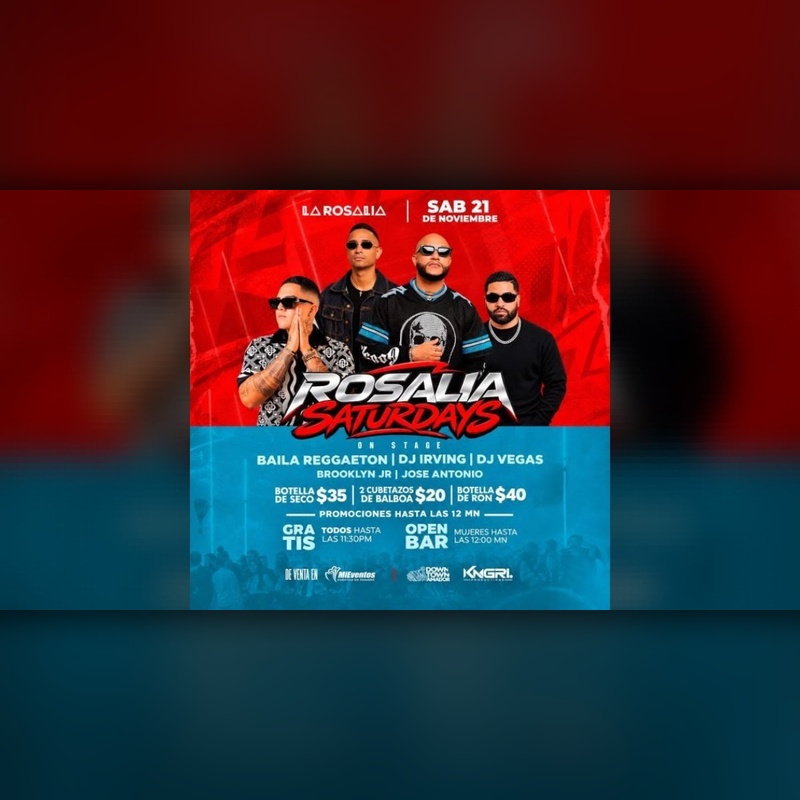 LA ROSALIA
SAB 21
DE NOVIEMBRE
ROSALIA
SATURDAYS
ON STAGE
BAILA REGGAETON | DJ IRVING | DJ VEGAS
BROOKLYN JR | JOSE ANTONIO
BOTELLA DE SECO $35 | 2 CUBETAZOS DE BALBOA $20 | BOTELLA DE RON $40
PROMOCIONES HASTA LAS 12 MN
GRATIS TODOS HASTA LAS 11:30PM
OPEN BAR MUJERES HASTA LAS 12:00 MN
DE VENTA EN MiEventos
DOWN TOWN AMADOR
KNGRL.